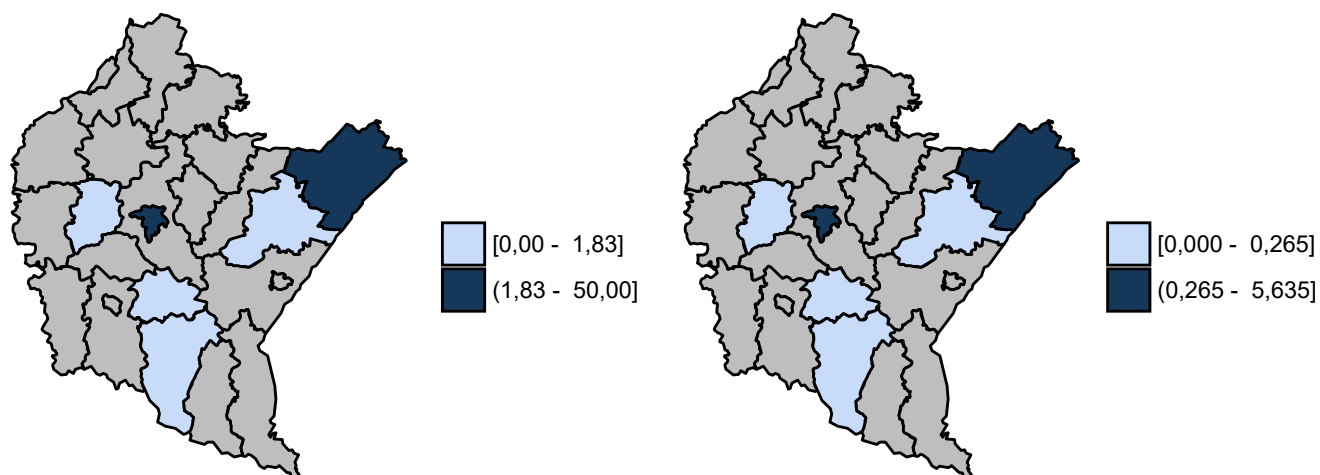 [0,00 - 1,83]
(1,83 - 50,00]
[0,000 - 0,265]
(0,265 - 5,635]